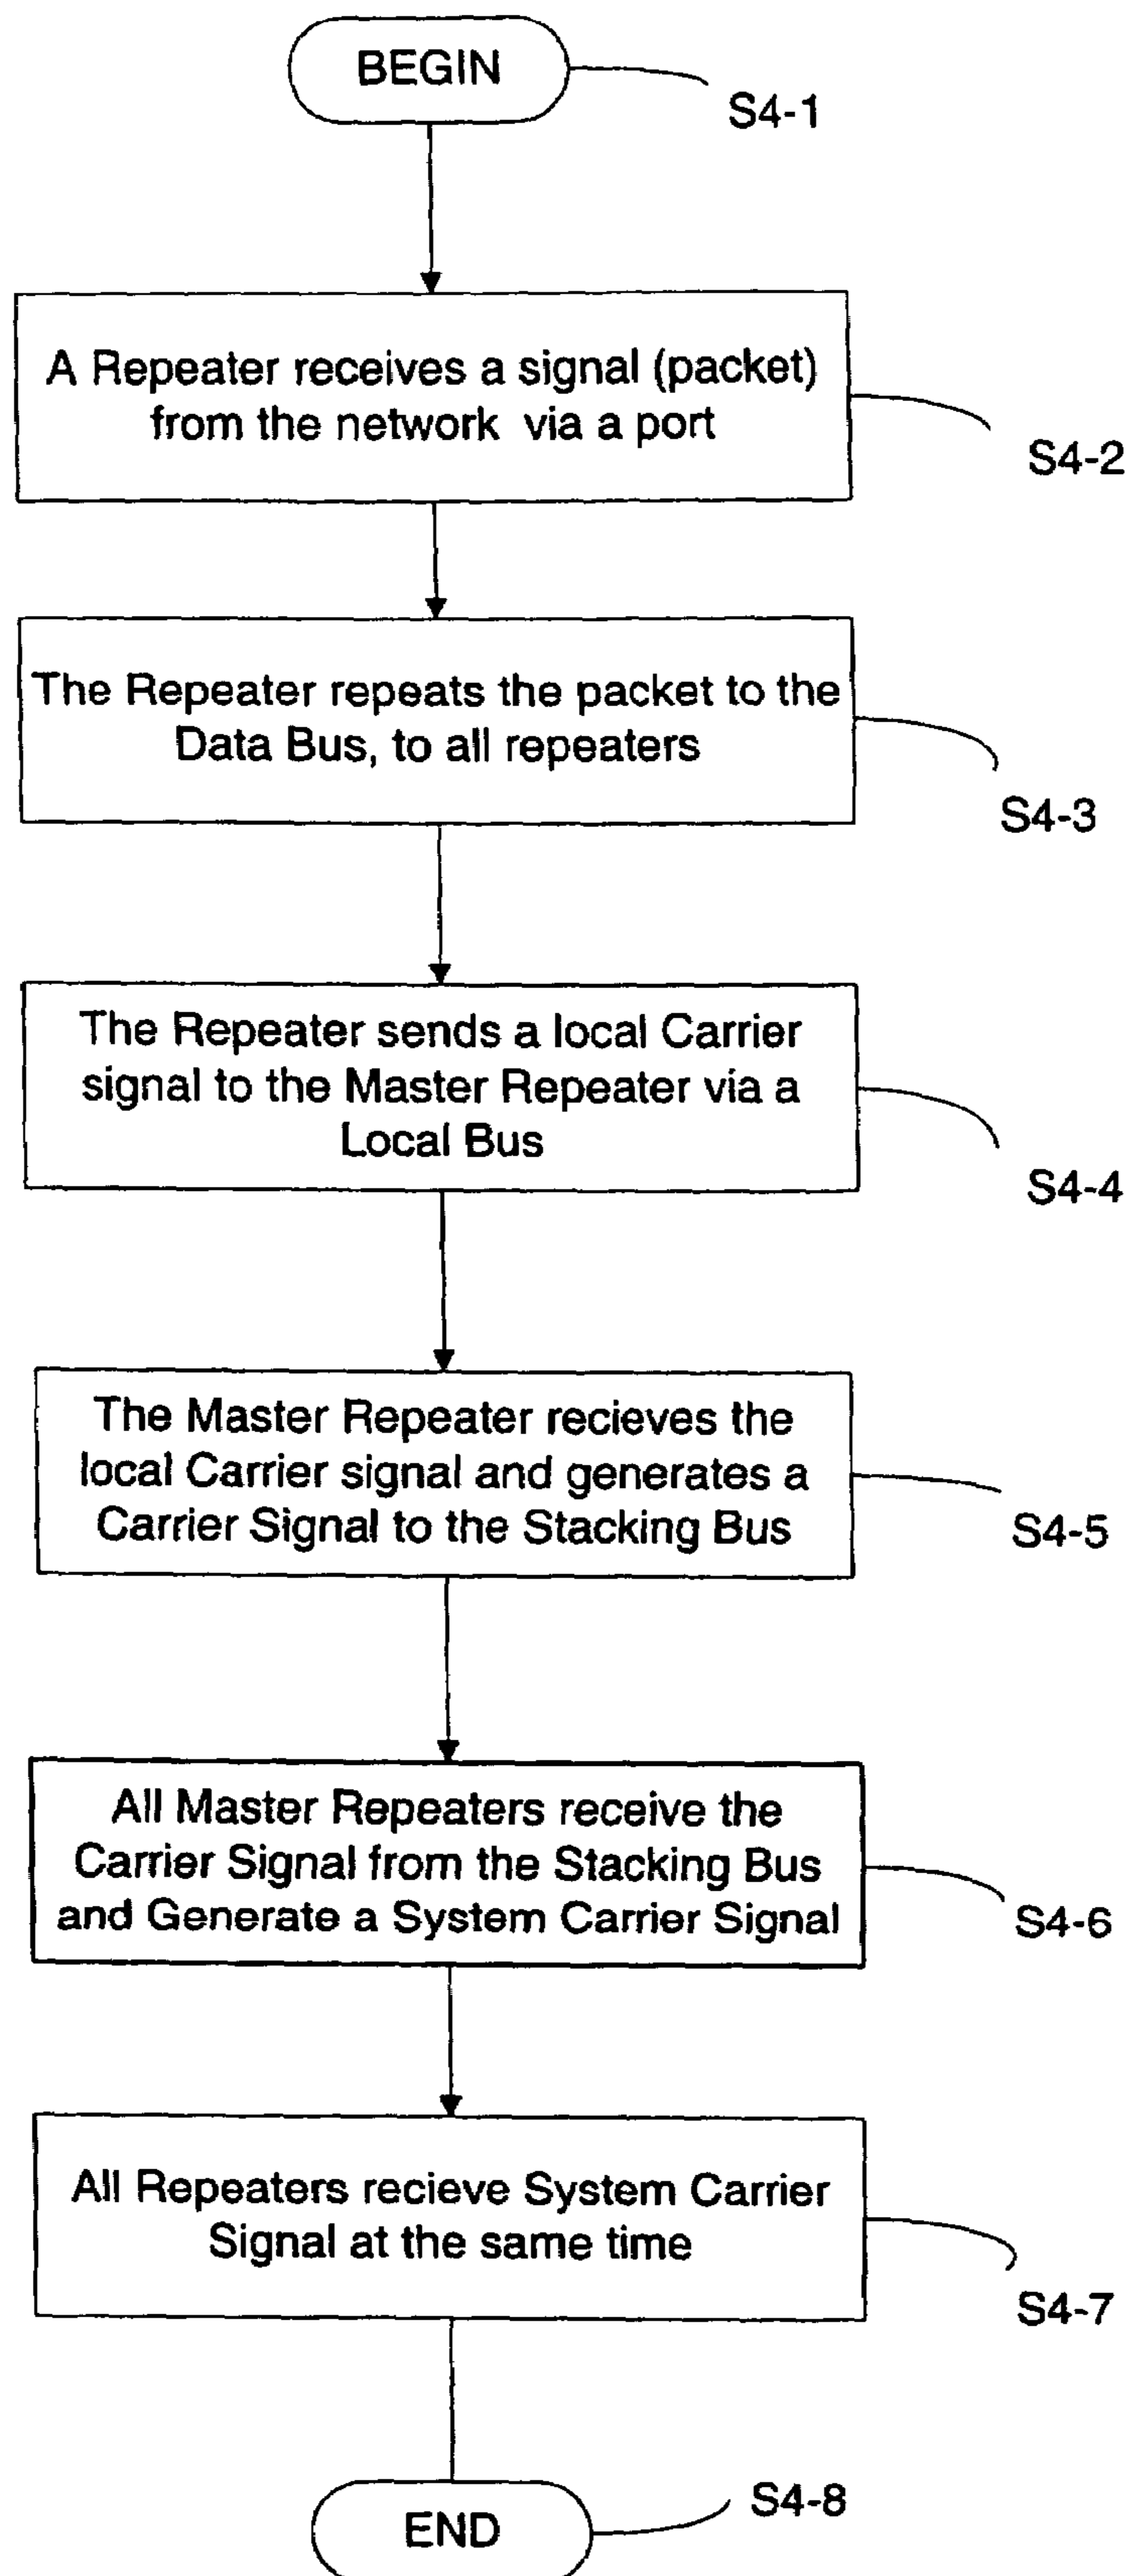 BEGIN
S4-1
A Repeater receives a signal (packet)
from the network via a port
S4-2
The Repeater repeats the packet to the
Data Bus, to all repeaters
S4-3
The Repeater sends a local Carrier
signal to the Master Repeater via a
Local Bus
S4-4
The Master Repeater recieves the
local Carrier signal and generates a
Carrier Signal to the Stacking Bus
S4-5
All Master Repeaters receive the
Carrier Signal from the Stacking Bus
and Generate a System Carrier Signal
S4-6
All Repeaters recieve System Carrier
Signal at the same time
S4-7
S4-8
END